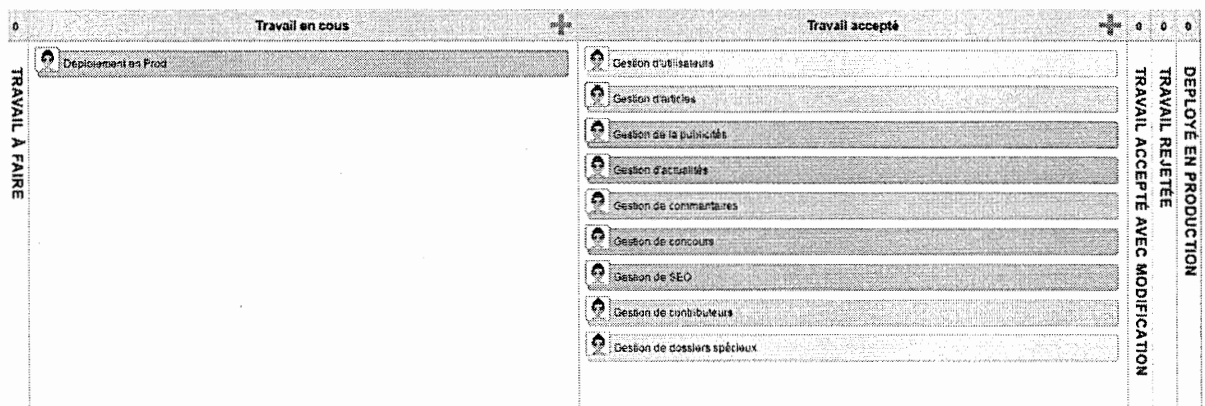 0
Travail en cous
Travail accepté
0
0
0
TRAVAIL À FAIRE
Déploiement en Prod
Gestion d'utilisateurs
Gestion d'articles
Gestion de la publicités
Gestion d'actualités
Gestion de commentaires
Gestion de concours
Gestion de SEO
Gestion de contributeurs
Gestion de dossiers spécieux
TRAVAIL ACCEPTÉ AVEC MODIFICATION
TRAVAIL REJETÉE
DEPLOYÉ EN PRODUCTION